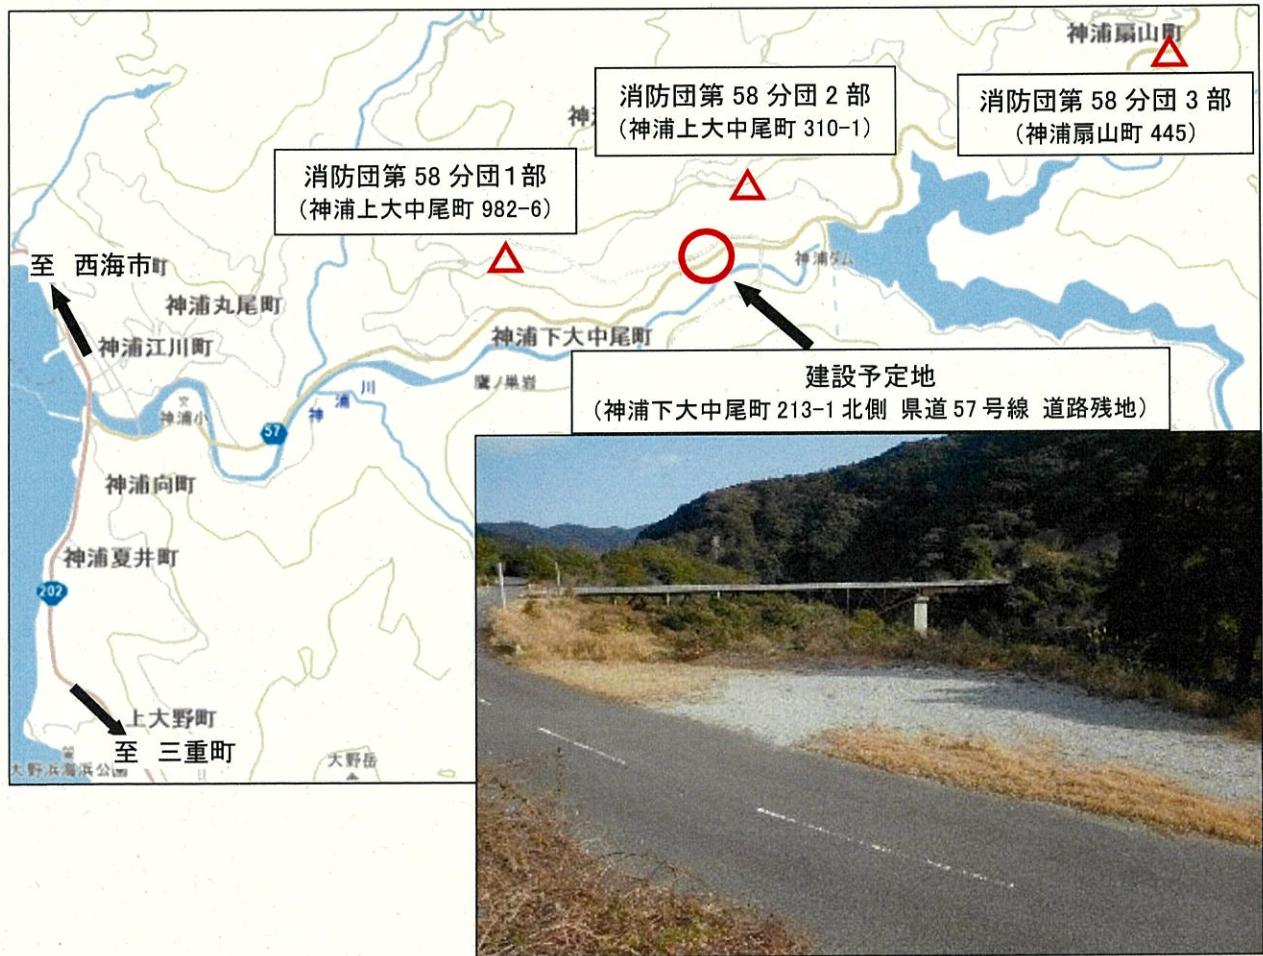 神浦扇山町
消防団第 58 分団 2 部
(神浦上大中尾町 310-1)
消防団第 58 分団 3 部
(神浦扇山町 445)
神浦
消防団第 58 分団1部
(神浦上大中尾町 982-6)
至 西海市
町
神浦ダム
神浦丸尾町
神浦江川町
神浦下大中尾町
建設予定地
(神浦下大中尾町 213-1 北側 県道 57 号線 道路残地)
鷹ノ巣岩
神浦川
文
神浦小
57
神浦向町
神浦夏井町
202
上大野町
至 三重町
大野浜海浜公園
大野岳